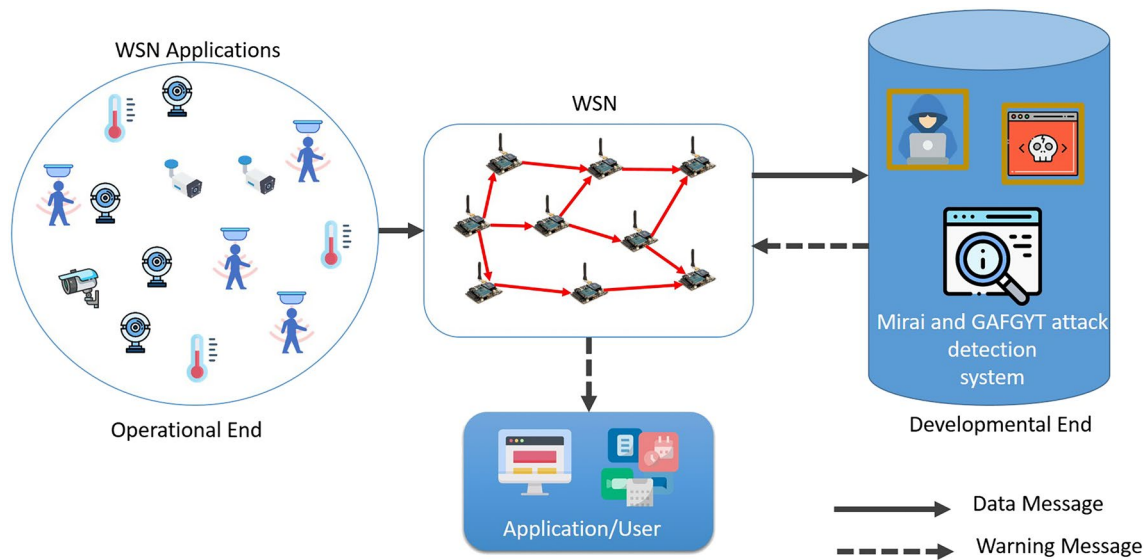 WSN Applications
WSN
Mirai and GAFGYT attack
detection
system
Operational End
Developmental End
Application/User
Data Message
Warning Message